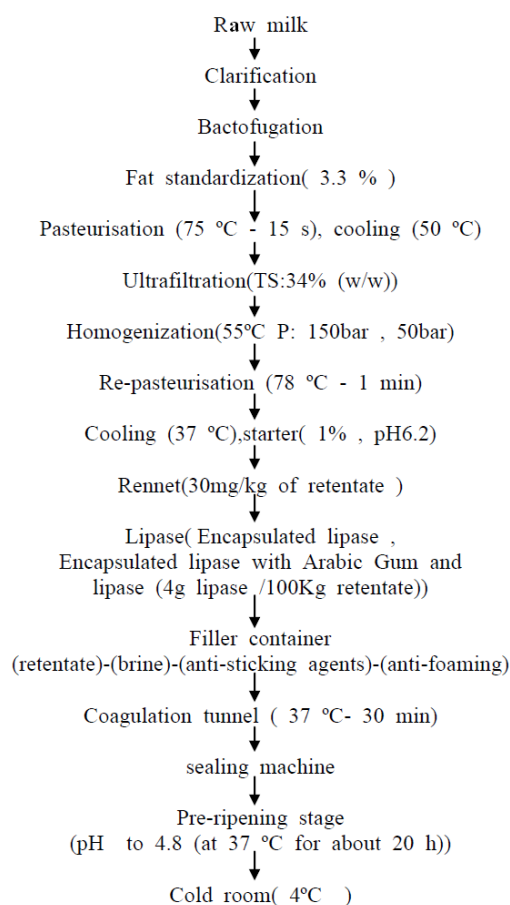 Raw milk
Clarification
Bactofugation
Fat standardization( 3.3 % )
Pasteurisation (75 ºC - 15 s), cooling (50 ºC)
Ultrafiltration(TS:34% (w/w))
Homogenization(55ºC P: 150bar , 50bar)
Re-pasteurisation (78 ºC - 1 min)
Cooling (37 ºC),starter( 1% , pH6.2)
Rennet(30mg/kg of retentate )
Lipase( Encapsulated lipase ,
Encapsulated lipase with Arabic Gum and
lipase (4g lipase /100Kg retentate))
Filler container
(retentate)-(brine)-(anti-sticking agents)-(anti-foaming)
Coagulation tunnel ( 37 ºC- 30 min)
sealing machine
Pre-ripening stage
(pH to 4.8 (at 37 ºC for about 20 h))
Cold room( 4ºC )